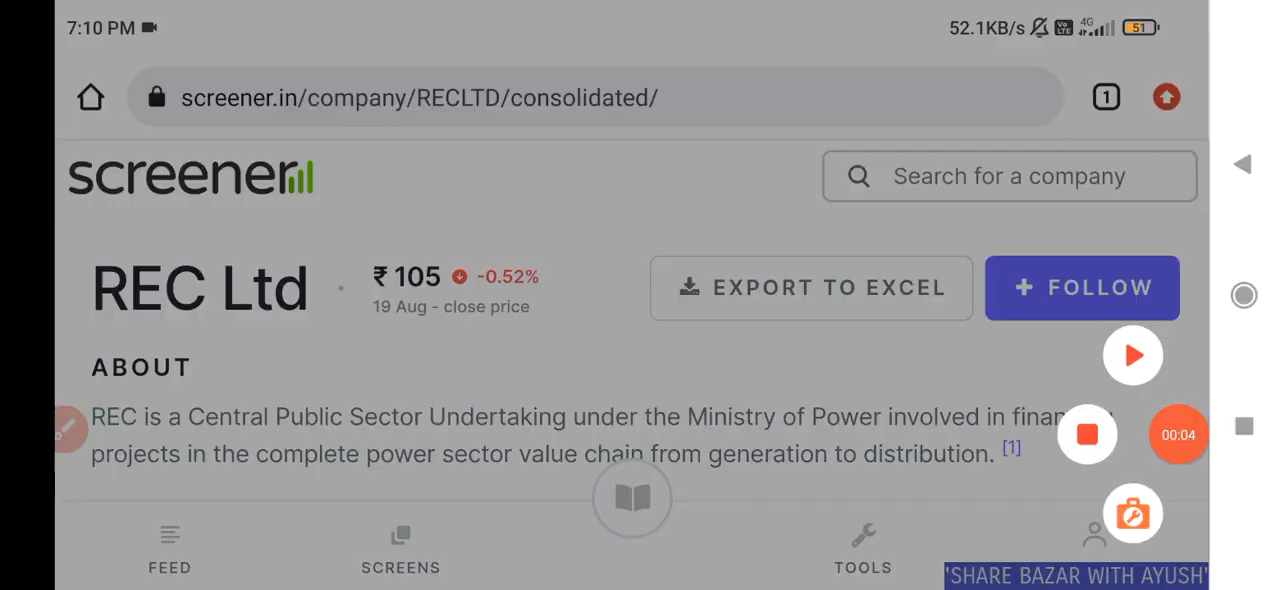 7:10 PM
52.1KB/s 4G 51
screener.in/company/RECLTD/consolidated/
1
screener
Search for a company
REC Ltd · ₹ 105 -0.52%
19 Aug - close price
EXPORT TO EXCEL
+ FOLLOW
ABOUT
REC is a Central Public Sector Undertaking under the Ministry of Power involved in
projects in the complete power sector value chain from generation to distribution. [1]
00:04
FEED
SCREENS
TOOLS
'SHARE BAZAR WITH AYUSH'